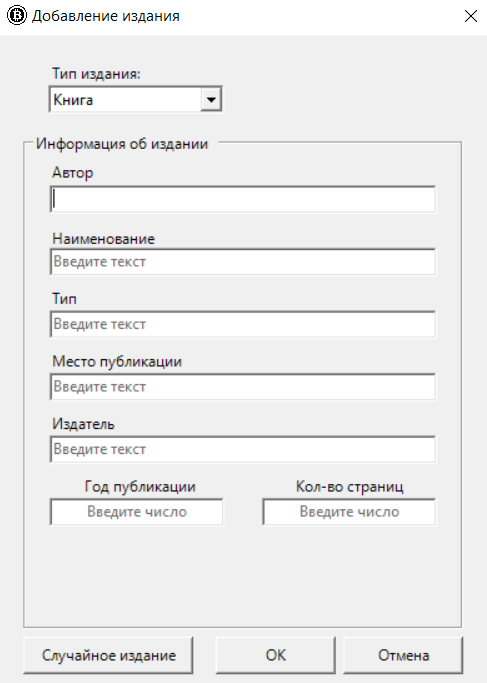 Добавление издания
Тип издания:
Книга
Информация об издании
Автор
Наименование
Введите текст
Тип
Введите текст
Место публикации
Введите текст
Издатель
Введите текст
Год публикации Кол-во страниц
Введите число Введите число
Случайное издание ОК Отмена